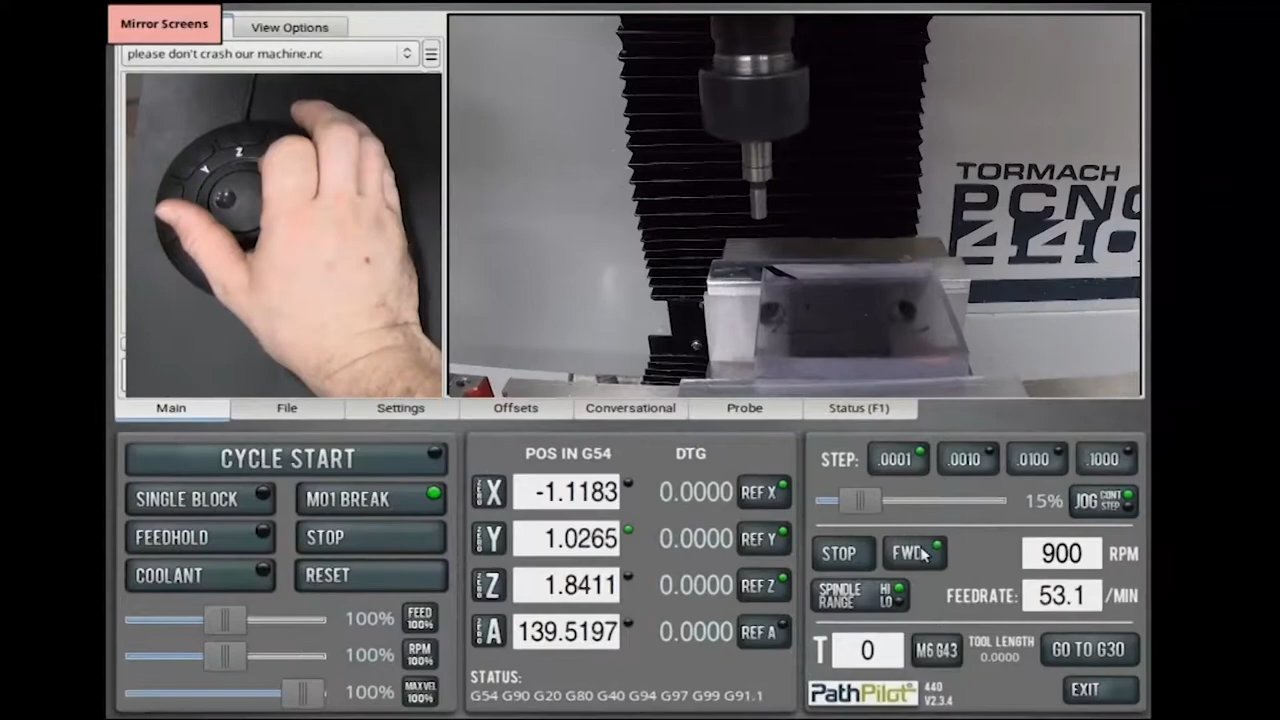 Mirror Screens
View Options
please don't crash our machine.nc
Y
Z
TORMACH
PCNC
440
Main
File
Settings
Offsets
Conversational
Probe
Status (F1)
CYCLE START
SINGLE BLOCK
M01 BREAK
FEEDHOLD
STOP
COOLANT
RESET
100%
FEED
100%
100%
RPM
100%
100%
MAX VEL
100%
POS IN G54
DTG
ZERO
X
-1.1183
0.0000
REF X
ZERO
Y
1.0265
0.0000
REF Y
ZERO
Z
1.8411
0.0000
REF Z
ZERO
A
139.5197
0.0000
REF A
STATUS:
G54 G90 G20 G80 G40 G94 G97 G99 G91.1
STEP:
.0001
.0010
.0100
.1000
15%
JOG
CONT
STEP
STOP
FWD
900
RPM
SPINDLE
RANGE
HI
LO
FEEDRATE:
53.1
/MIN
T
0
M6 G43
TOOL LENGTH
0.0000
GO TO G30
PathPilot®
440
V2.3.4
EXIT